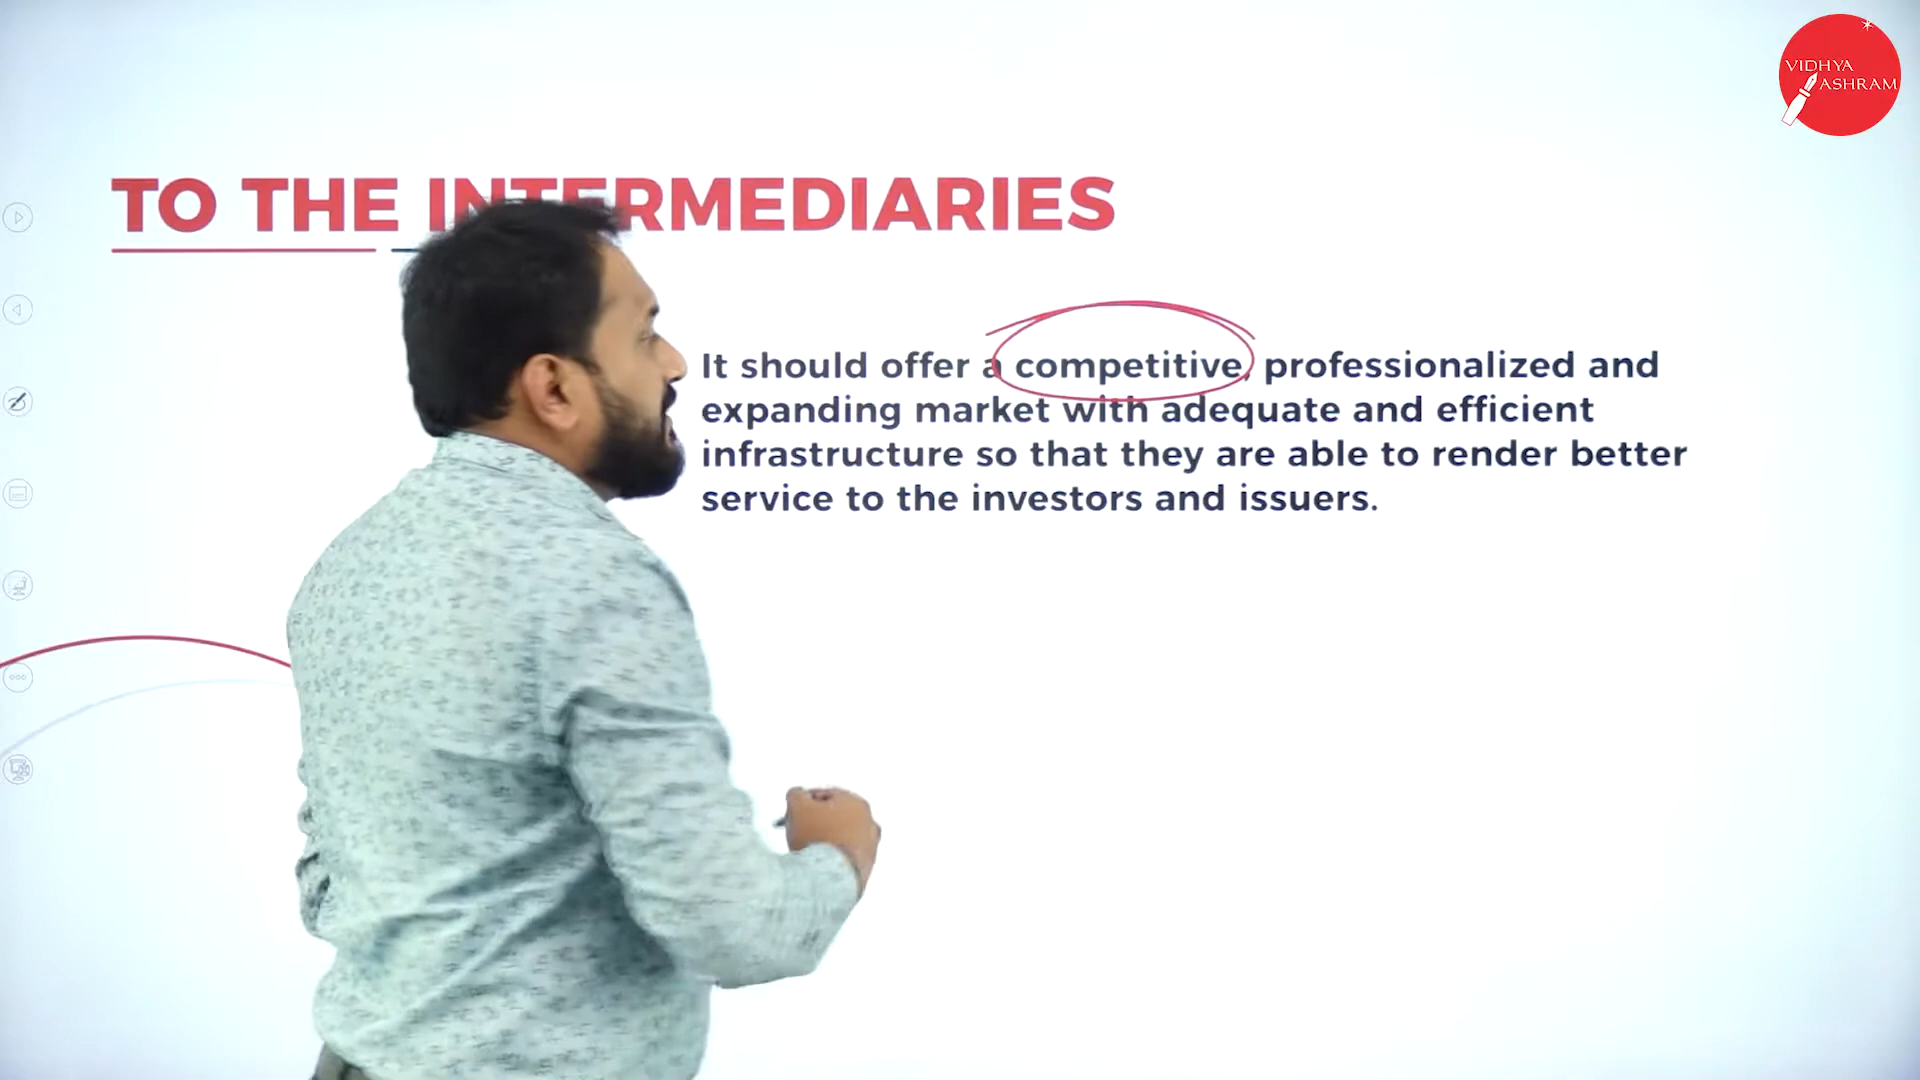 VIDHYA
ASHRAM
TO THE INTERMEDIARIES
It should offer a competitive, professionalized and
expanding market with adequate and efficient
infrastructure so that they are able to render better
service to the investors and issuers.